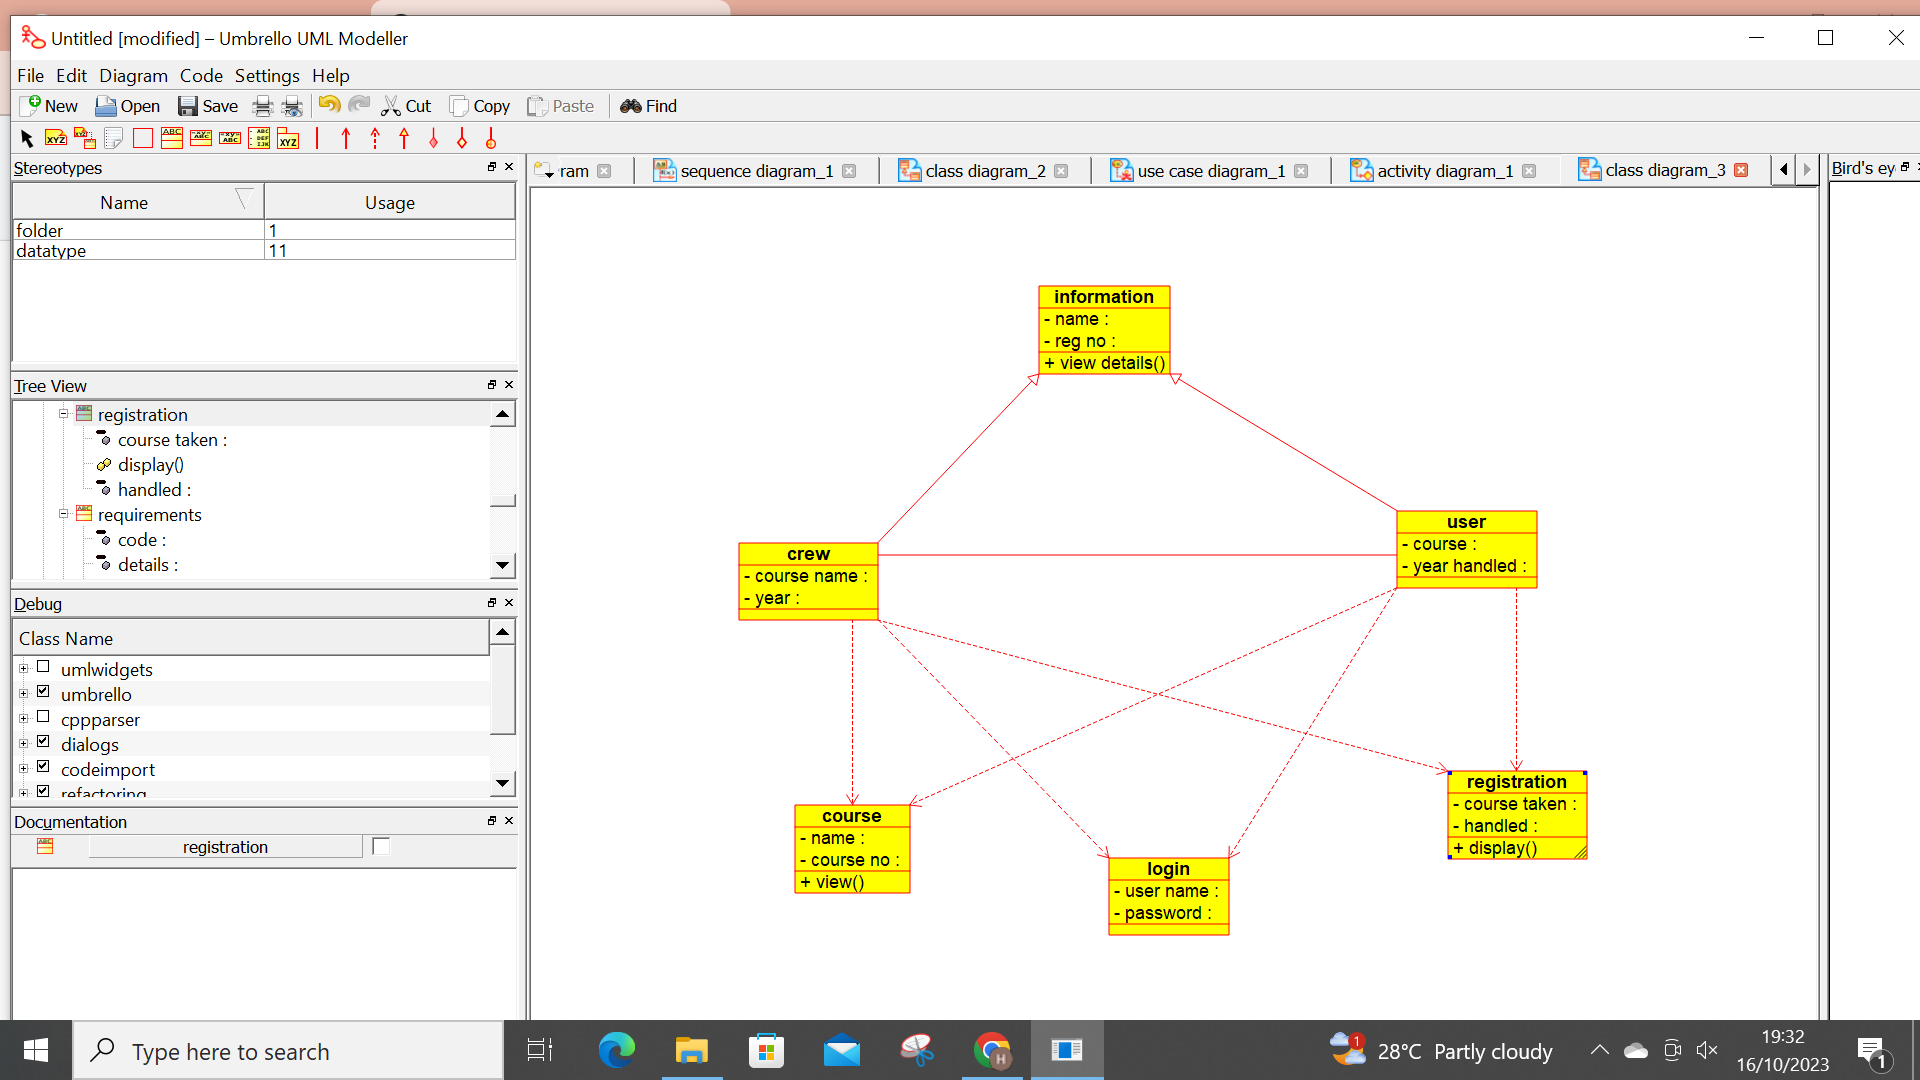 Untitled [modified] – Umbrello UML Modeller
File Edit Diagram Code Settings Help
New Open Save Cut Copy Paste Find
Stereotypes
Name Usage
folder 1
datatype 11
Tree View
registration
course taken :
display()
handled :
requirements
code :
details :
Debug
Class Name
umlwidgets
umbrello
cppparser
dialogs
codeimport
refactoring
Documentation
registration
ram sequence diagram_1 class diagram_2 use case diagram_1 activity diagram_1 class diagram_3
Bird's ey
information
- name :
- reg no :
+ view details()
crew
- course name :
- year :
user
- course :
- year handled :
course
- name :
- course no :
+ view()
login
- user name :
- password :
registration
- course taken :
- handled :
+ display()
Type here to search
1
28°C Partly cloudy
19:32
16/10/2023
1